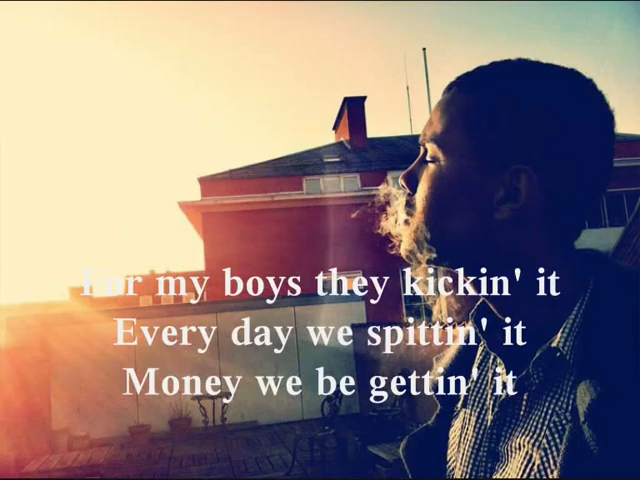 For my boys they kickin' it
Every day we spittin' it
Money we be gettin' it